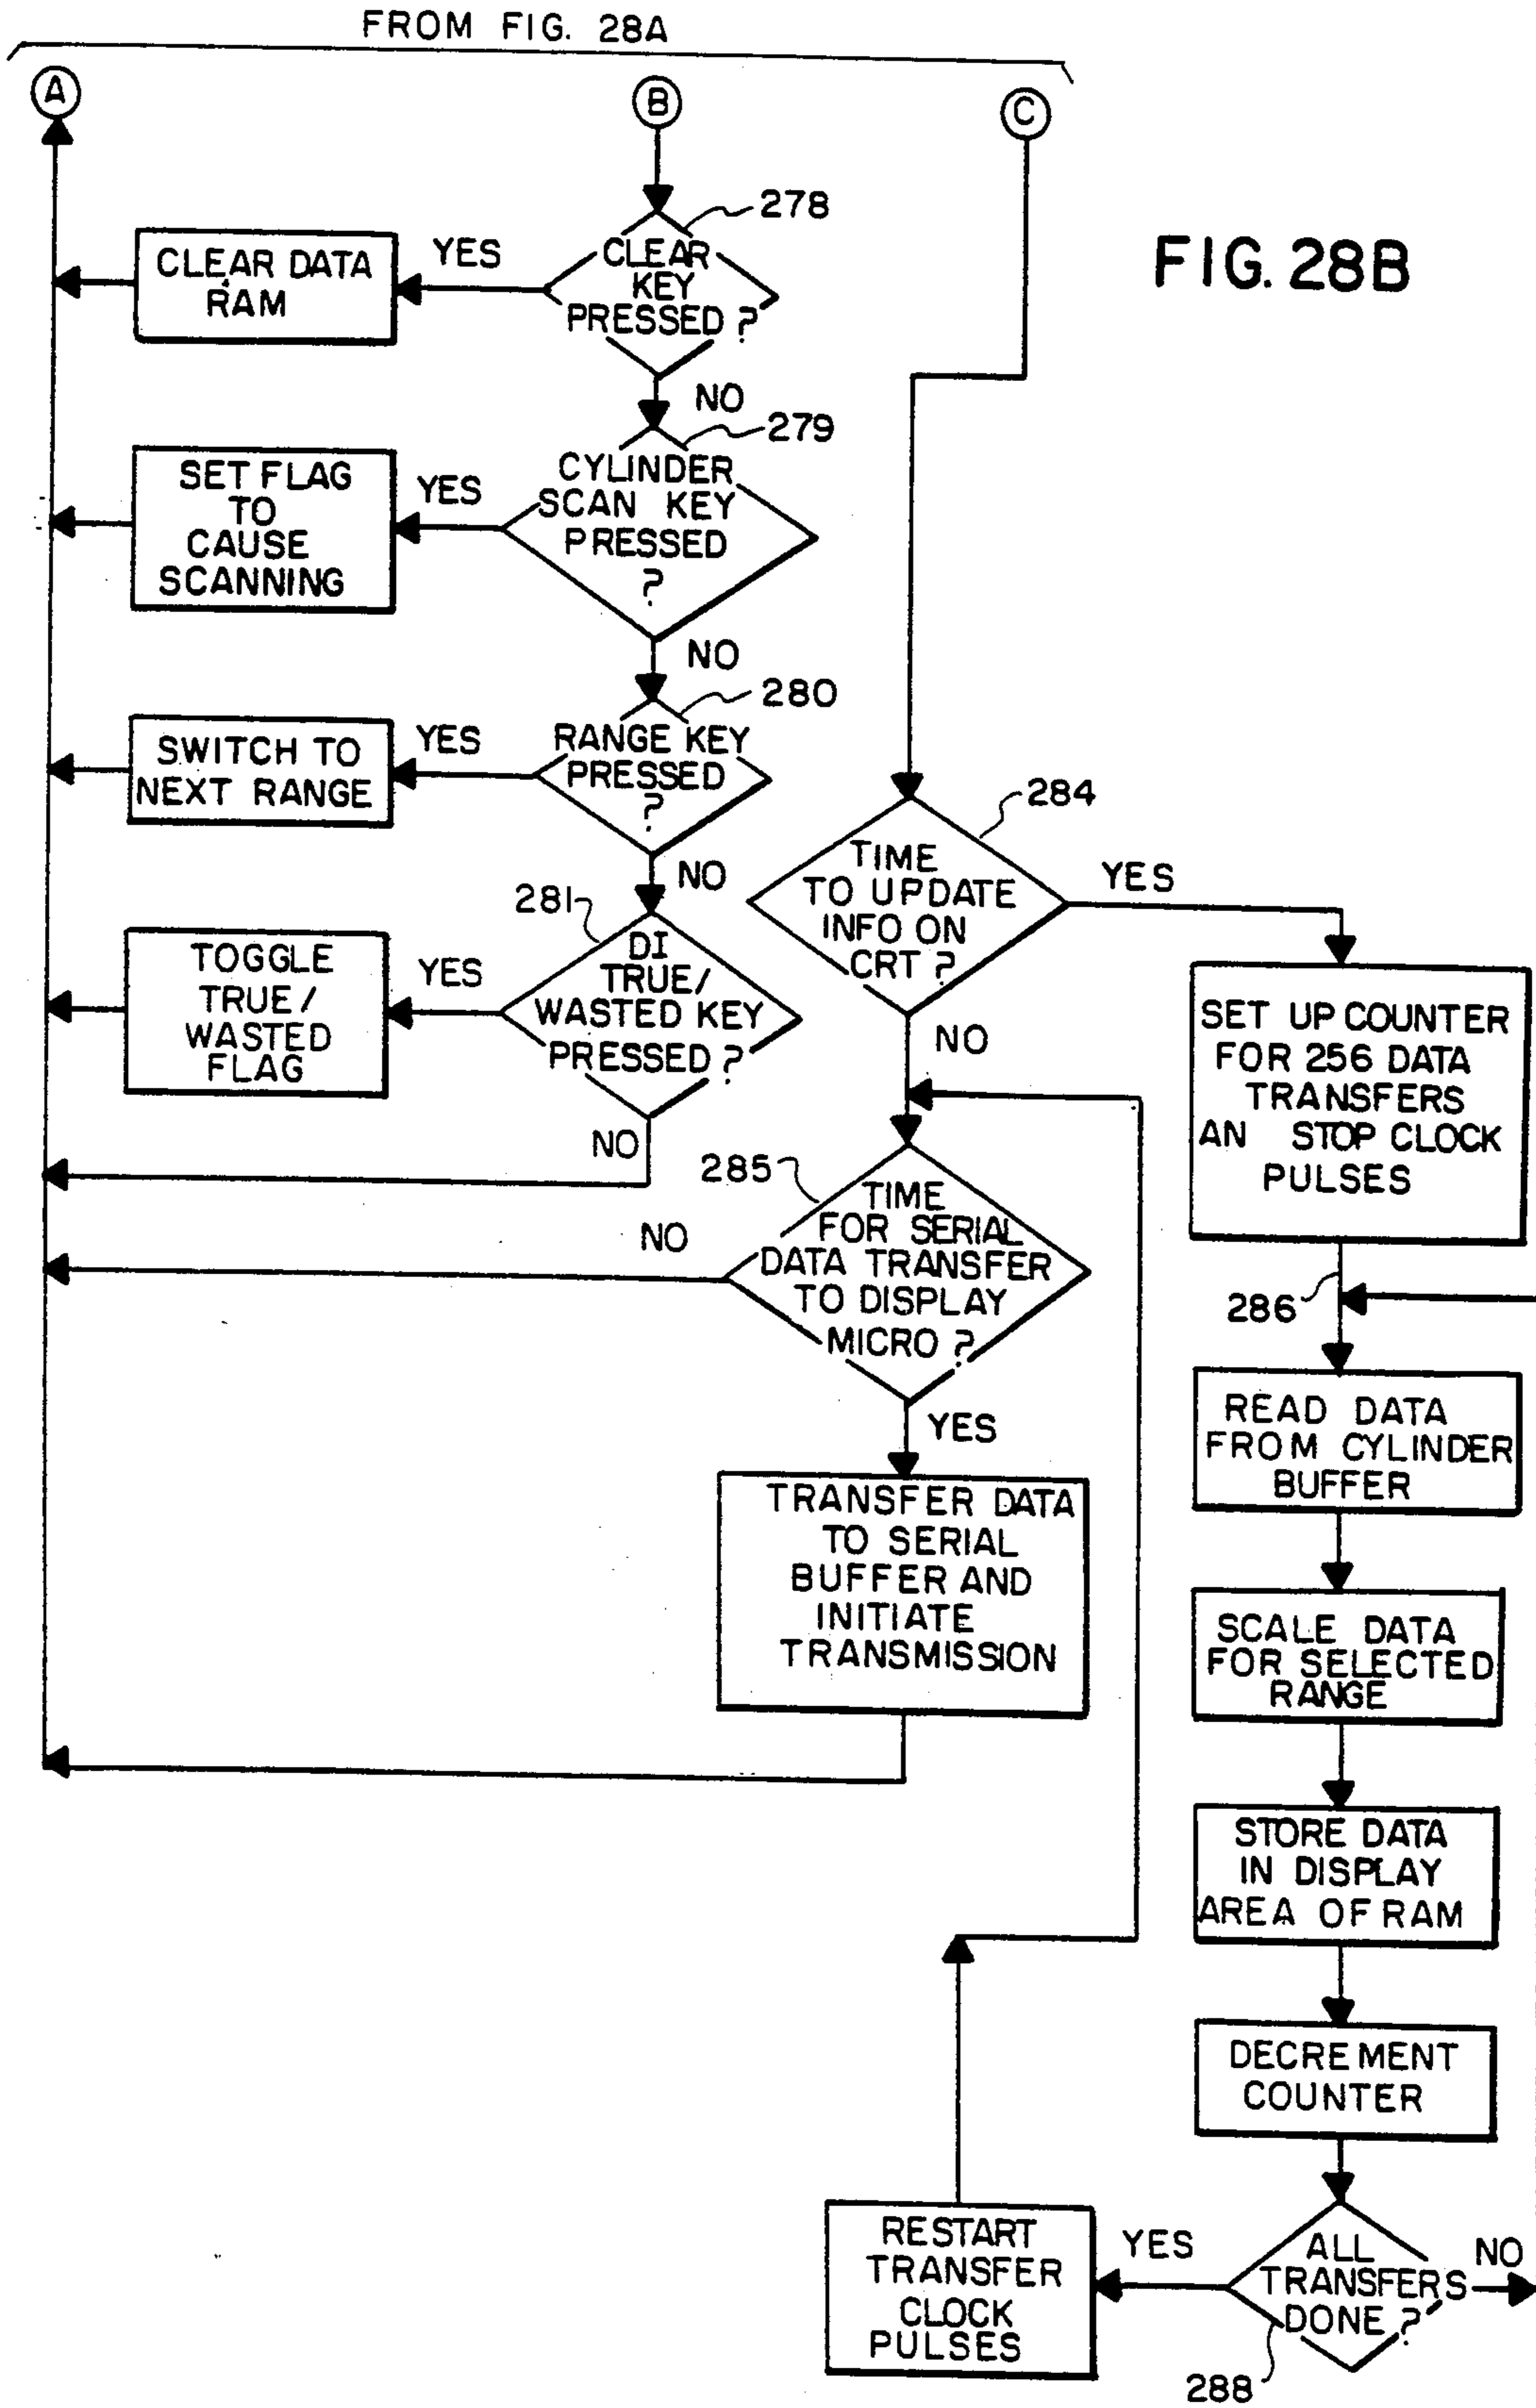 FROM FIG. 28A
A
B
C
FIG. 28B
278
CLEAR
KEY
PRESSED ?
YES
CLEAR DATA
RAM
NO
279
CYLINDER
SCAN KEY
PRESSED
?
YES
SET FLAG
TO
CAUSE
SCANNING
NO
280
RANGE KEY
PRESSED
?
YES
SWITCH TO
NEXT RANGE
NO
281
DI
TRUE/
WASTED KEY
PRESSED ?
YES
TOGGLE
TRUE/
WASTED
FLAG
NO
284
TIME
TO UPDATE
INFO ON
CRT ?
YES
NO
285
TIME
FOR SERIAL
DATA TRANSFER
TO DISPLAY
MICRO ?
NO
YES
TRANSFER DATA
TO SERIAL
BUFFER AND
INITIATE
TRANSMISSION
SET UP COUNTER
FOR 256 DATA
TRANSFERS
AN STOP CLOCK
PULSES
286
READ DATA
FROM CYLINDER
BUFFER
SCALE DATA
FOR SELECTED
RANGE
STORE DATA
IN DISPLAY
AREA OF RAM
DECREMENT
COUNTER
ALL
TRANSFERS
DONE ?
NO
YES
288
RESTART
TRANSFER
CLOCK
PULSES